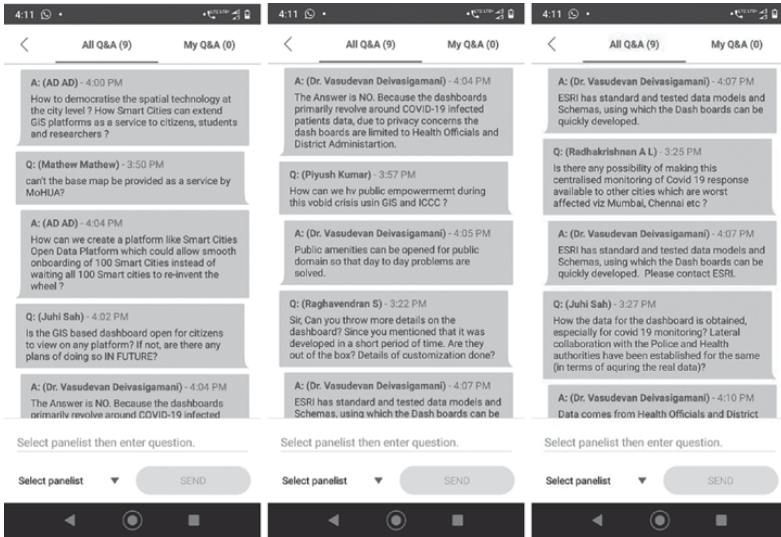 4:11
All Q&A (9) My Q&A (0)
A: (AD AD) - 4:00 PM
How to democratise the spatial technology at
the city level ? How Smart Cities can extend
GIS platforms as a service to citizens, students
and researchers ?
Q: (Mathew Mathew) - 3:50 PM
can't the base map be provided as a service by
MoHUA?
A: (AD AD) - 4:04 PM
How can we create a platform like Smart Cities
Open Data Platform which could allow smooth
onboarding of 100 Smart Cities instead of
waiting all 100 Smart cities to re-invent the
wheel ?
Q: (Juhi Sah) - 4:02 PM
Is the GIS based dashboard open for citizens
to view on any platform? If not, are there any
plans of doing so IN FUTURE?
A: (Dr. Vasudevan Deivasigamani) - 4:04 PM
The Answer is NO. Because the dashboards
primarily revolve around COVID-19 infected
Select panelist then enter question.
Select panelist SEND
4:11
All Q&A (9) My Q&A (0)
A: (Dr. Vasudevan Deivasigamani) - 4:04 PM
The Answer is NO. Because the dashboards
primarily revolve around COVID-19 infected
patients data, due to privacy concerns the
dash boards are limited to Health Officials and
District Administartion.
Q: (Piyush Kumar) - 3:57 PM
How can we hv public empowermemt during
this vobid crisis usin GIS and ICCC ?
A: (Dr. Vasudevan Deivasigamani) - 4:05 PM
Public amenities can be opened for public
domain so that day to day problems are
solved.
Q: (Raghavendran S) - 3:22 PM
Sir, Can you throw more details on the
dashboard? Since you mentioned that it was
developed in a short period of time. Are they
out of the box? Details of customization done?
A: (Dr. Vasudevan Deivasigamani) - 4:07 PM
ESRI has standard and tested data models and
Schemas, using which the Dash boards can be
Select panelist then enter question.
Select panelist SEND
4:11
All Q&A (9) My Q&A (0)
A: (Dr. Vasudevan Deivasigamani) - 4:07 PM
ESRI has standard and tested data models and
Schemas, using which the Dash boards can be
quickly developed.
Q: (Radhakrishnan A L) - 3:25 PM
Is there any possibility of making this
centralised monitoring of Covid 19 response
available to other cities which are worst
affected viz Mumbai, Chennai etc ?
A: (Dr. Vasudevan Deivasigamani) - 4:07 PM
ESRI has standard and tested data models and
Schemas, using which the Dash boards can be
quickly developed. Please contact ESRI.
Q: (Juhi Sah) - 3:27 PM
How the data for the dashboard is obtained,
especially for covid 19 monitoring? Lateral
collaboration with the Police and Health
authorities have been established for the same
(in terms of aquring the real data)?
A: (Dr. Vasudevan Deivasigamani) - 4:10 PM
Data comes from Health Officials and District
Select panelist then enter question.
Select panelist SEND